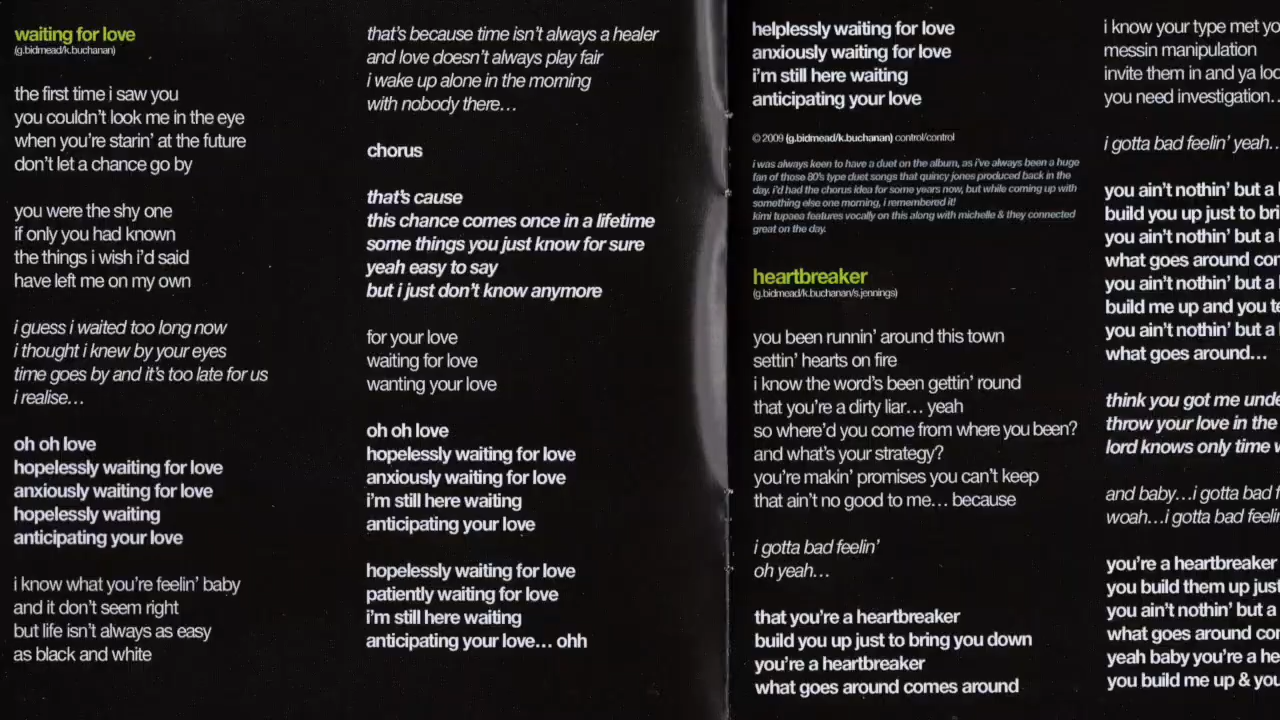 waiting for love
(g.bidmead/k.buchanan)
the first time i saw you
you couldn't look me in the eye
when you're starin' at the future
don't let a chance go by
you were the shy one
if only you had known
the things i wish i'd said
have left me on my own
i guess i waited too long now
i thought i knew by your eyes
time goes by and it's too late for us
i realise...
oh oh love
hopelessly waiting for love
anxiously waiting for love
hopelessly waiting
anticipating your love
i know what you're feelin' baby
and it don't seem right
but life isn't always as easy
as black and white
that's because time isn't always a healer
and love doesn't always play fair
i wake up alone in the morning
with nobody there...
chorus
that's cause
this chance comes once in a lifetime
some things you just know for sure
yeah easy to say
but i just don't know anymore
for your love
waiting for love
wanting your love
oh oh love
hopelessly waiting for love
anxiously waiting for love
i'm still here waiting
anticipating your love
hopelessly waiting for love
patiently waiting for love
i'm still here waiting
anticipating your love... ohh
helplessly waiting for love
anxiously waiting for love
i'm still here waiting
anticipating your love
© 2009 (g.bidmead/k.buchanan) control/control
i was always keen to have a duet on the album, as i've always been a huge
fan of those 80's type duet songs that quincy jones produced back in the
day. i'd had the chorus idea for some years now, but while coming up with
something else one morning, i remembered it!
kimi tupaea features vocally on this along with michelle & they connected
great on the day.
heartbreaker
(g.bidmead/k.buchanan/s.jennings)
you been runnin' around this town
settin' hearts on fire
i know the word's been gettin' round
that you're a dirty liar... yeah
so where'd you come from where you been?
and what's your strategy?
you're makin' promises you can't keep
that ain't no good to me... because
i gotta bad feelin'
oh yeah...
that you're a heartbreaker
build you up just to bring you down
you're a heartbreaker
what goes around comes around
i know your type met yo
messin manipulation
invite them in and ya loc
you need investigation..
i gotta bad feelin' yeah..
you ain't nothin' but a
build you up just to bri
you ain't nothin' but a
what goes around con
you ain't nothin' but a
build me up and you te
you ain't nothin' but a
what goes around...
think you got me unde
throw your love in the
lord knows only time
and baby...i gotta bad f
woah...i gotta bad feelin
you're a heartbreaker
you build them up just
you ain't nothin' but a
what goes around con
yeah baby you're a he
you build me up & you